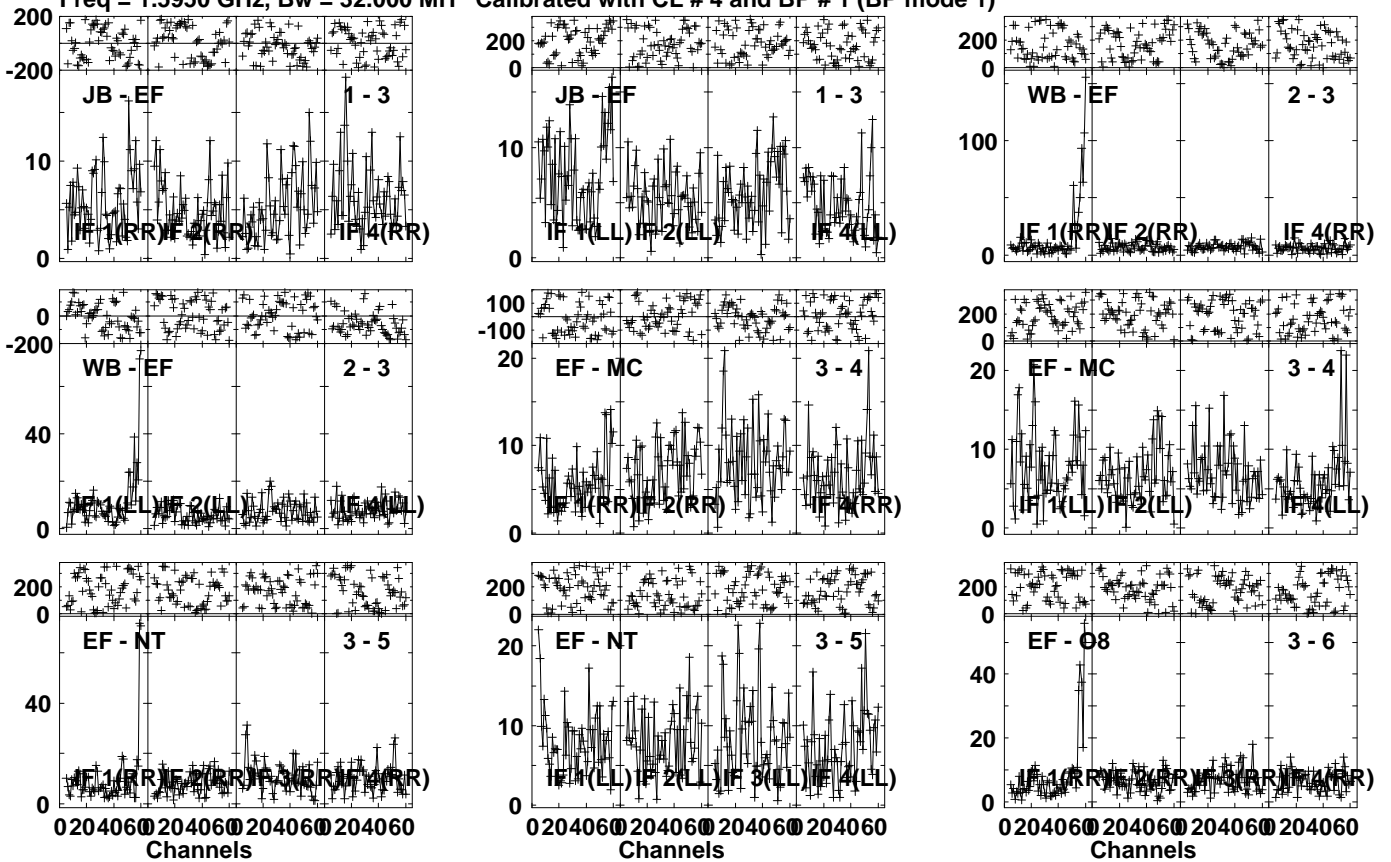 Freq = 1.5950 GHz, Bw = 32.000 MH Calibrated with CL # 4 and BP # 1 (BP mode 1)
200
-200
JB - EF 1 - 3
10
0
IF 1(RR) IF 2(RR) IF 4(RR)
200
0
JB - EF 1 - 3
10
0
IF 1(LL) IF 2(LL) IF 4(LL)
200
0
WB - EF 2 - 3
100
0
IF 1(RR) IF 2(RR) IF 4(RR)
0
-200
WB - EF 2 - 3
40
0
IF 1(LL) IF 2(LL) IF 4(LL)
100
-100
EF - MC 3 - 4
20
10
0
IF 1(RR) IF 2(RR) IF 4(RR)
200
0
EF - MC 3 - 4
20
10
0
IF 1(LL) IF 2(LL) IF 4(LL)
200
0
EF - NT 3 - 5
40
0
IF 1(RR) IF 2(RR) IF 3(RR) IF 4(RR)
0 20 40 60 0 20 40 60 0 20 40 60 0 20 40 60
Channels
200
0
EF - NT 3 - 5
20
10
0
IF 1(LL) IF 2(LL) IF 3(LL) IF 4(LL)
0 20 40 60 0 20 40 60 0 20 40 60 0 20 40 60
Channels
200
0
EF - O8 3 - 6
40
20
0
IF 1(RR) IF 2(RR) IF 3(RR) IF 4(RR)
0 20 40 60 0 20 40 60 0 20 40 60 0 20 40 60
Channels